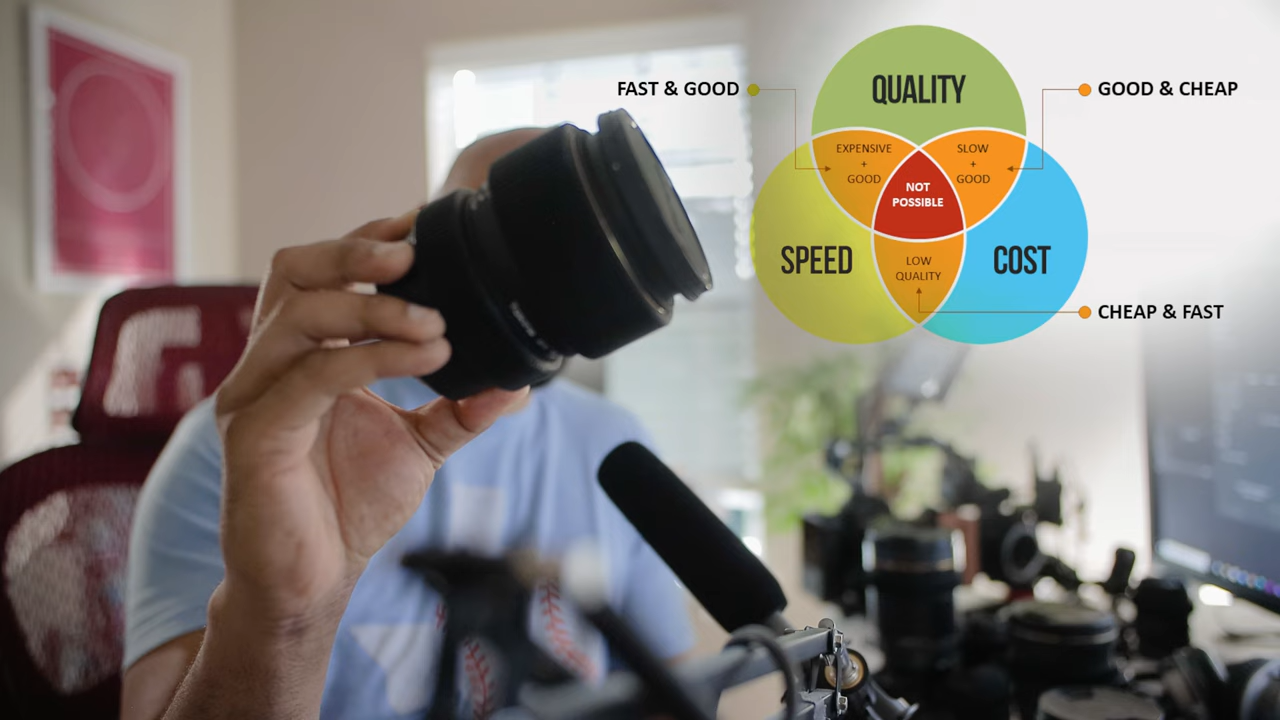 QUALITY
FAST & GOOD
GOOD & CHEAP
EXPENSIVE
+
GOOD
SLOW
+
GOOD
NOT
POSSIBLE
SPEED
COST
LOW
QUALITY
CHEAP & FAST